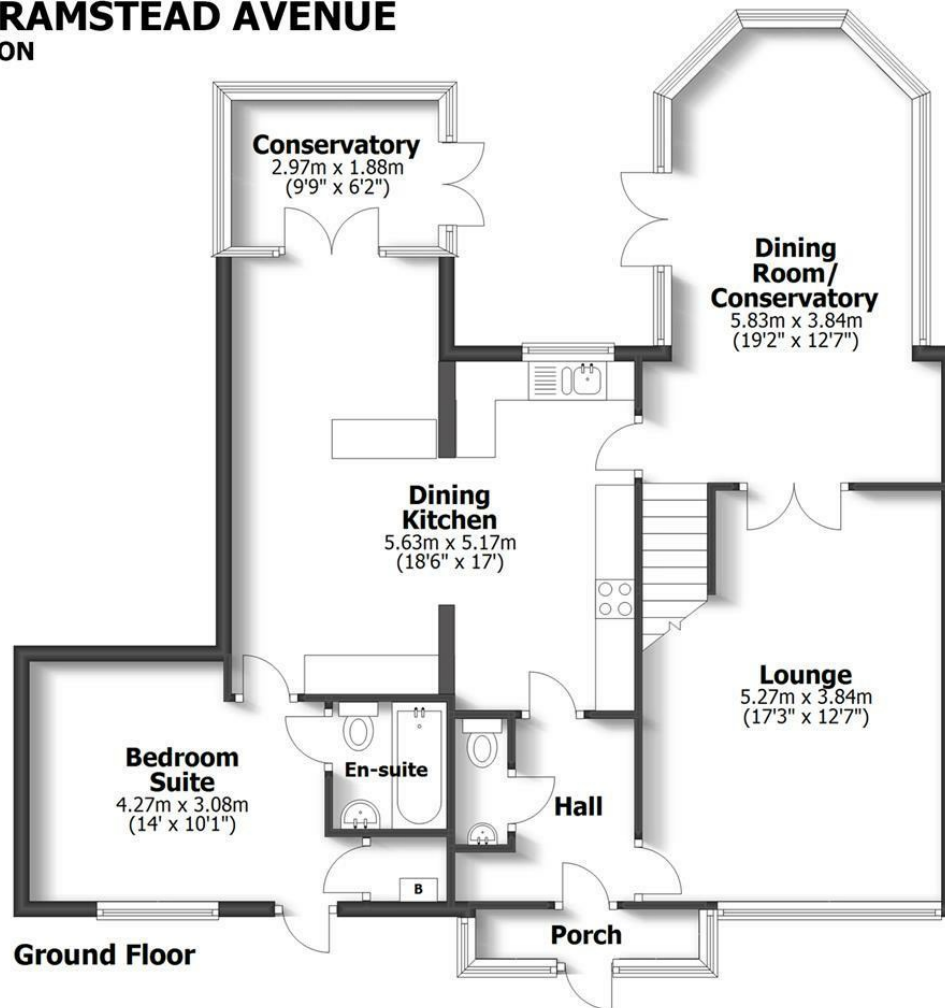 RAMSTEAD AVENUE
ON
Conservatory
2.97m x 1.88m
(9'9" x 6'2")
Dining
Room/
Conservatory
5.83m x 3.84m
(19'2" x 12'7")
Dining
Kitchen
5.63m x 5.17m
(18'6" x 17')
Lounge
5.27m x 3.84m
(17'3" x 12'7")
Bedroom
Suite
4.27m x 3.08m
(14' x 10'1")
En-suite
Hall
B
Porch
Ground Floor